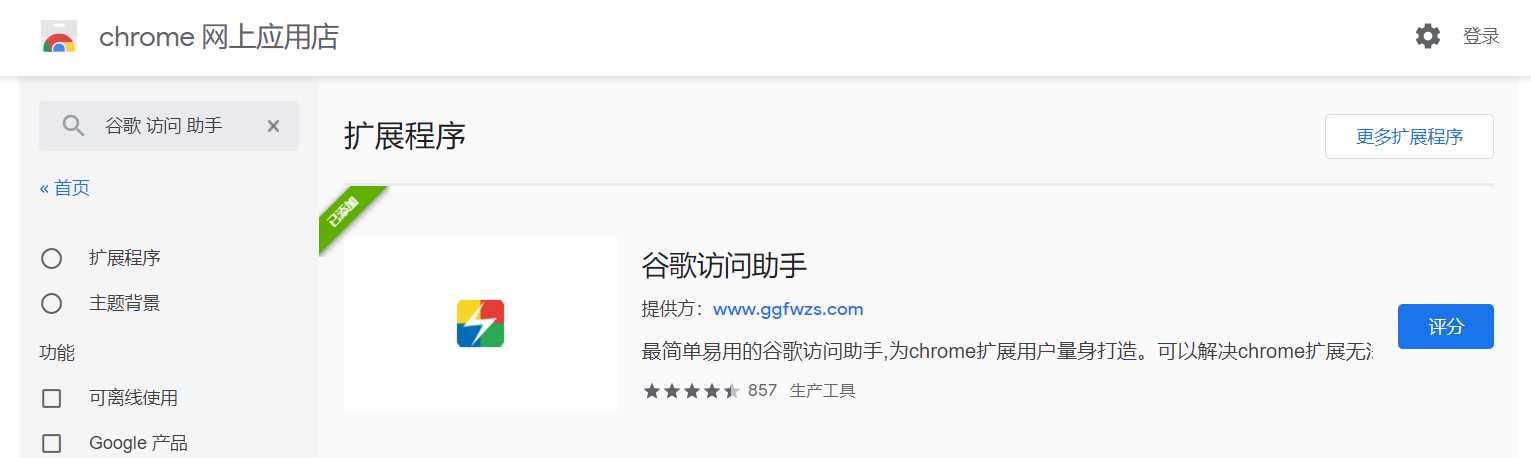 chrome 网上应用店
登录
谷歌 访问 助手
« 首页
扩展程序
主题背景
功能
可离线使用
Google 产品
扩展程序
更多扩展程序
已添加
谷歌访问助手
提供方：www.ggfwzs.com
最简单易用的谷歌访问助手,为chrome扩展用户量身打造。可以解决chrome扩展无
857 生产工具
评分